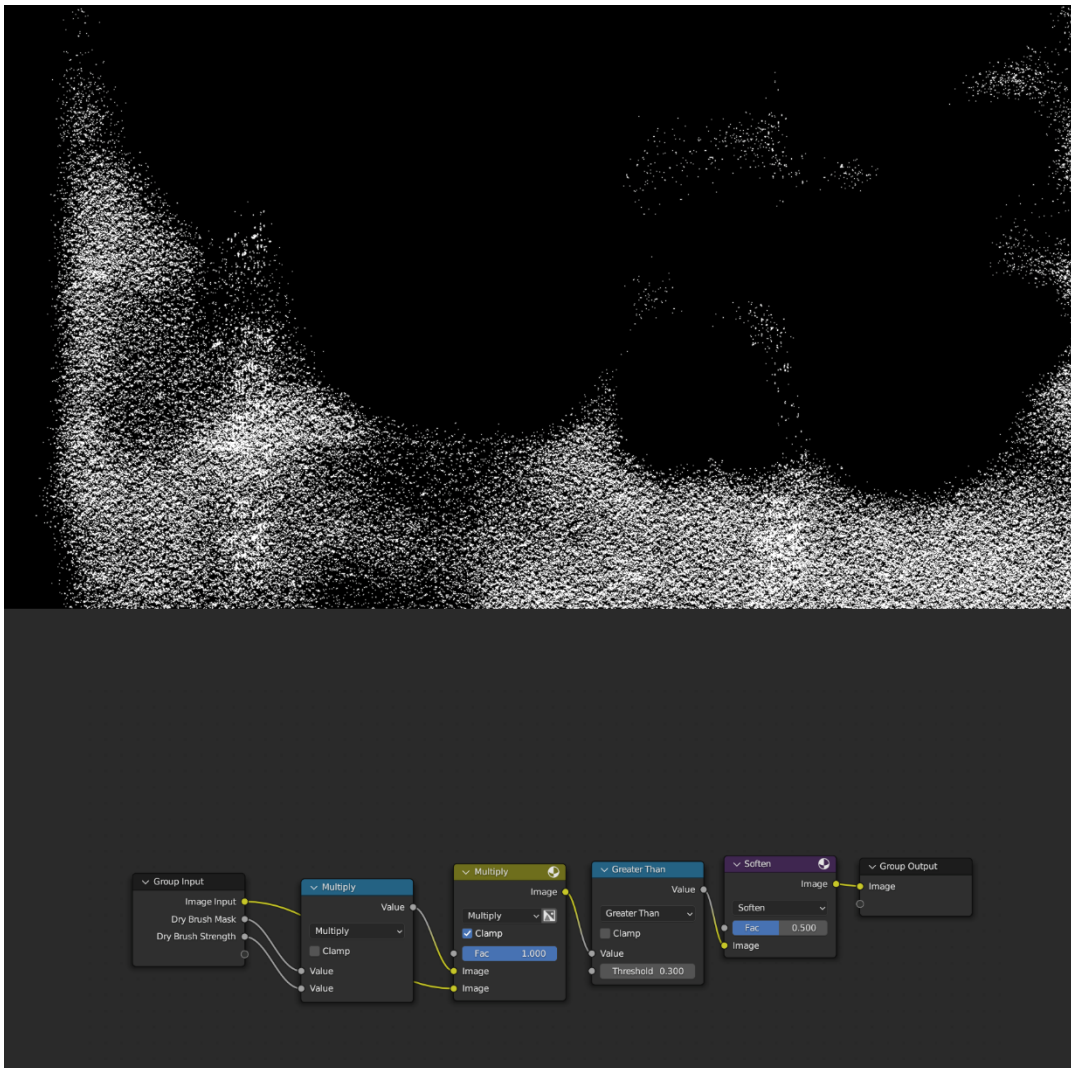 Group Input
Image Input
Dry Brush Mask
Dry Brush Strength
Multiply
Value
Multiply
Clamp
Value
Value
Multiply
Image
Multiply
Clamp
Fac 1.000
Image
Image
Greater Than
Value
Greater Than
Clamp
Value
Threshold 0.300
Soften
Image
Soften
Fac 0.500
Image
Group Output
Image